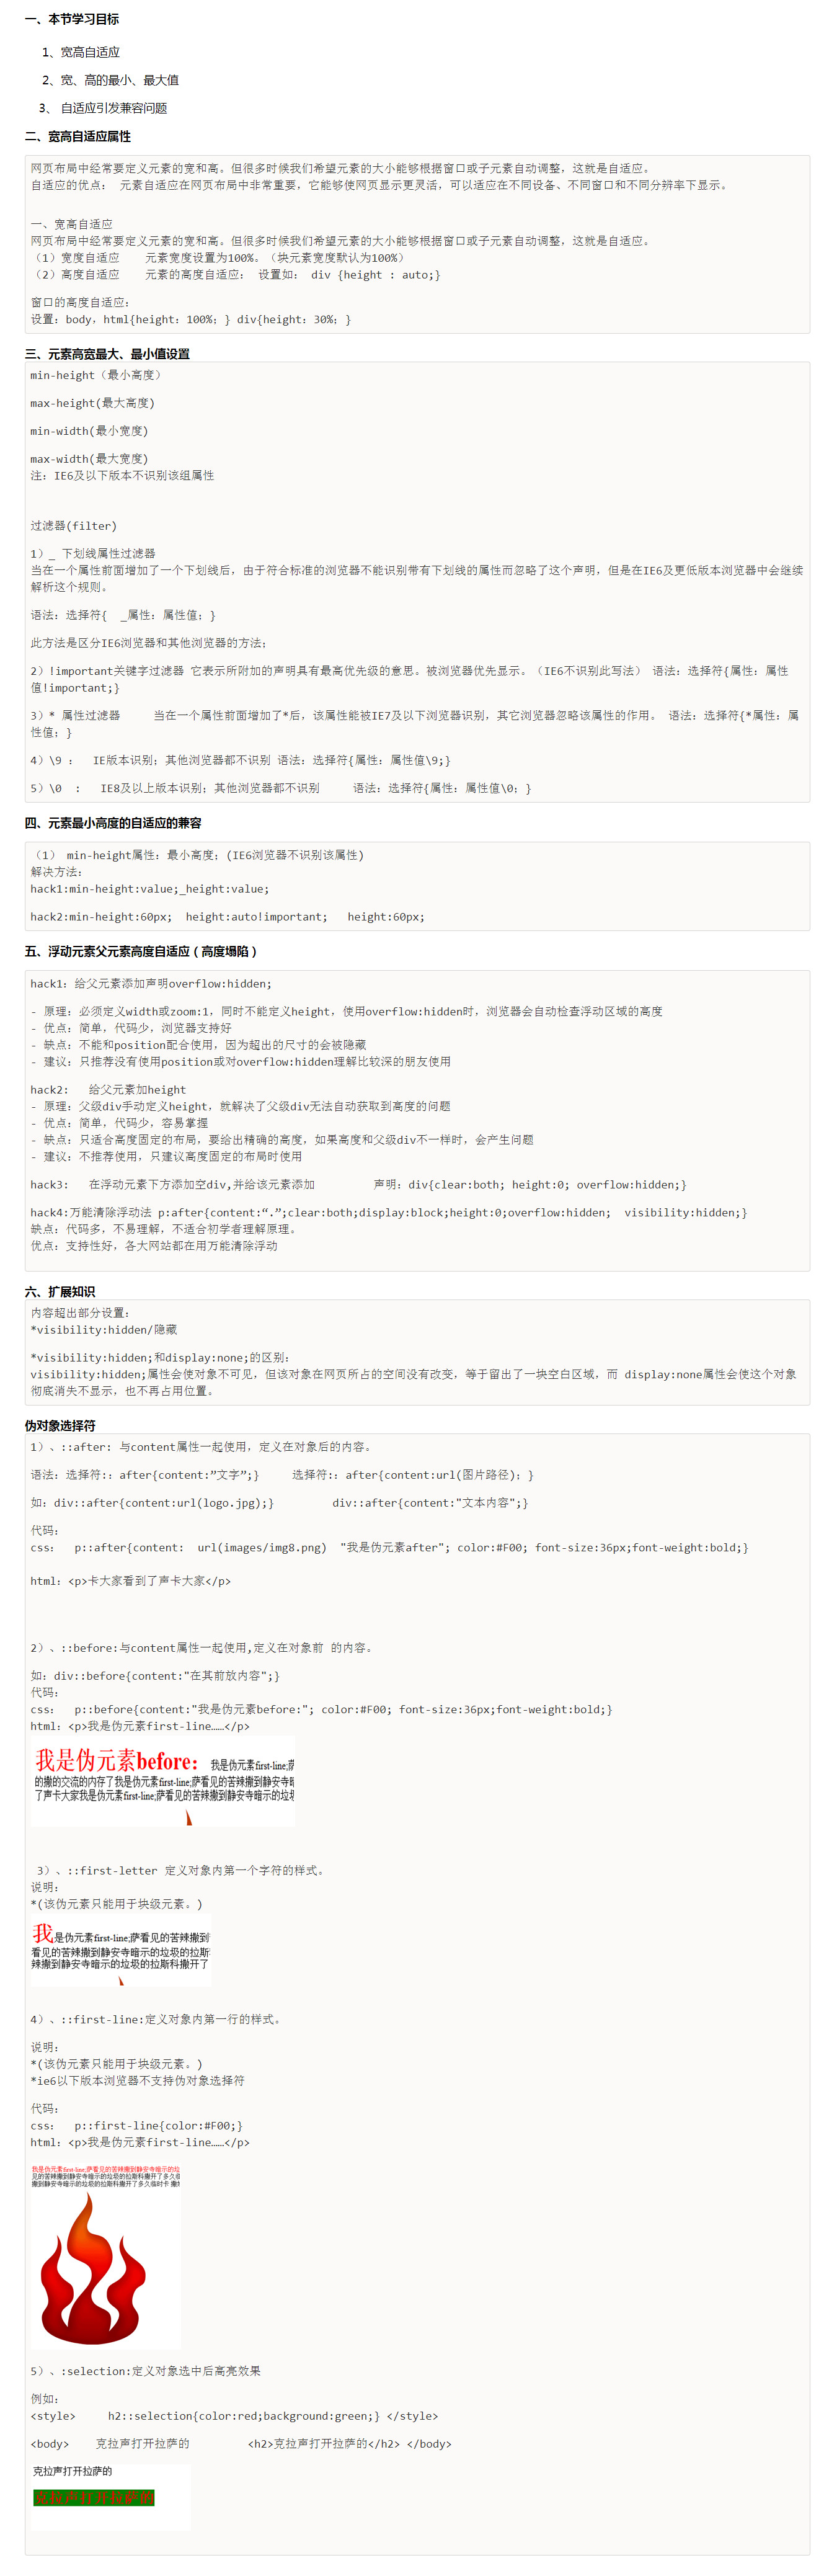 一、本节学习目标
1、宽高自适应
2、宽、高的最小、最大值
3、 自适应引发兼容问题
二、宽高自适应属性
网页布局中经常要定义元素的宽和高。但很多时候我们希望元素的大小能够根据窗口或子元素自动调整，这就是自适应。
自适应的优点： 元素自适应在网页布局中非常重要，它能够使网页显示更灵活，可以适应在不同设备、不同窗口和不同分辨率下显示。
一、宽高自适应
网页布局中经常要定义元素的宽和高。但很多时候我们希望元素的大小能够根据窗口或子元素自动调整，这就是自适应。
（1）宽度自适应    元素宽度设置为100%。（块元素宽度默认为100%）
（2）高度自适应    元素的高度自适应： 设置如： div {height : auto;}
窗口的高度自适应：
设置：body，html{height：100%；} div{height：30%；}
三、元素高宽最大、最小值设置
min-height（最小高度）
max-height(最大高度)
min-width(最小宽度)
max-width(最大宽度)
注：IE6及以下版本不识别该组属性
过滤器(filter)
1）_ 下划线属性过滤器
当在一个属性前面增加了一个下划线后，由于符合标准的浏览器不能识别带有下划线的属性而忽略了这个声明，但是在IE6及更低版本浏览器中会继续
解析这个规则。
语法：选择符{  _属性：属性值；}
此方法是区分IE6浏览器和其他浏览器的方法；
2）!important关键字过滤器 它表示所附加的声明具有最高优先级的意思。被浏览器优先显示。（IE6不识别此写法） 语法：选择符{属性：属性
值!important;}
3）* 属性过滤器     当在一个属性前面增加了*后，该属性能被IE7及以下浏览器识别，其它浏览器忽略该属性的作用。 语法：选择符{*属性：属
性值；}
4）\9 ：  IE版本识别；其他浏览器都不识别 语法：选择符{属性：属性值\9;}
5）\0  ：  IE8及以上版本识别；其他浏览器都不识别     语法：选择符{属性：属性值\0；}
四、元素最小高度的自适应的兼容
（1） min-height属性：最小高度；(IE6浏览器不识别该属性)
解决方法：
hack1:min-height:value;_height:value;
hack2:min-height:60px;  height:auto!important;   height:60px;
五、浮动元素父元素高度自适应（高度塌陷）
hack1：给父元素添加声明overflow:hidden;
- 原理：必须定义width或zoom:1，同时不能定义height，使用overflow:hidden时，浏览器会自动检查浮动区域的高度
- 优点：简单，代码少，浏览器支持好
- 缺点：不能和position配合使用，因为超出的尺寸的会被隐藏
- 建议：只推荐没有使用position或对overflow:hidden理解比较深的朋友使用
hack2:   给父元素加height
- 原理：父级div手动定义height，就解决了父级div无法自动获取到高度的问题
- 优点：简单，代码少，容易掌握
- 缺点：只适合高度固定的布局，要给出精确的高度，如果高度和父级div不一样时，会产生问题
- 建议：不推荐使用，只建议高度固定的布局时使用
hack3:   在浮动元素下方添加空div,并给该元素添加         声明：div{clear:both; height:0; overflow:hidden;}
hack4:万能清除浮动法 p:after{content:“.”;clear:both;display:block;height:0;overflow:hidden;  visibility:hidden;}
缺点：代码多，不易理解，不适合初学者理解原理。
优点：支持性好，各大网站都在用万能清除浮动
六、扩展知识
内容超出部分设置：
*visibility:hidden/隐藏
*visibility:hidden;和display:none;的区别：
visibility:hidden;属性会使对象不可见，但该对象在网页所占的空间没有改变，等于留出了一块空白区域，而 display:none属性会使这个对象
彻底消失不显示，也不再占用位置。
伪对象选择符
1）、::after: 与content属性一起使用，定义在对象后的内容。
语法：选择符:：after{content:”文字”;}     选择符:：after{content:url(图片路径)；}
如：div::after{content:url(logo.jpg);}         div::after{content:"文本内容";}
代码：
css：  p::after{content:  url(images/img8.png)  "我是伪元素after"; color:#F00; font-size:36px;font-weight:bold;}
html：<p>卡大家看到了声卡大家</p>
2）、::before:与content属性一起使用,定义在对象前 的内容。
如：div::before{content:"在其前放内容";}
代码：
css：  p::before{content:"我是伪元素before:"; color:#F00; font-size:36px;font-weight:bold;}
html：<p>我是伪元素first-line……</p>
我是伪元素before: 我是伪元素first-line;萨
的撒的交流的内存了我是伪元素first-line;萨看见的苦辣撒到静安寺暗
了声卡大家我是伪元素first-line;萨看见的苦辣撒到静安寺暗示的垃圾
3）、::first-letter 定义对象内第一个字符的样式。
说明：
*(该伪元素只能用于块级元素。)
我是伪元素first-line;萨看见的苦辣撒到
看见的苦辣撒到静安寺暗示的垃圾的拉斯
辣撒到静安寺暗示的垃圾的拉斯科撒开了
4）、::first-line:定义对象内第一行的样式。
说明：
*(该伪元素只能用于块级元素。)
*ie6以下版本浏览器不支持伪对象选择符
代码：
css：  p::first-line{color:#F00;}
html：<p>我是伪元素first-line……</p>
我是伪元素first-line;萨看见的苦辣撒到静安寺暗示的垃
见的苦辣撒到静安寺暗示的垃圾的拉斯科撒开了多久临
撒到静安寺暗示的垃圾的拉斯科撒开了多久临时卡 撒
5）、:selection:定义对象选中后高亮效果
例如：
<style>     h2::selection{color:red;background:green;} </style>
<body>    克拉声打开拉萨的         <h2>克拉声打开拉萨的</h2> </body>
克拉声打开拉萨的
克拉声打开拉萨的